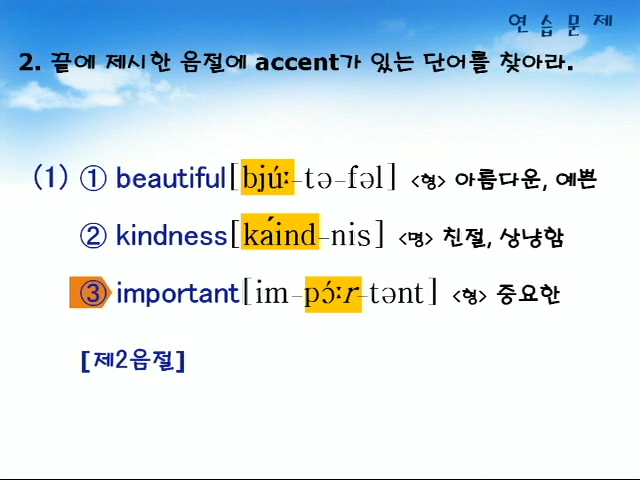 연 습 문 제
2. 끝에 제시한 음절에 accent가 있는 단어를 찾아라.
(1) ① beautiful[bjúː-tə-fəl] <형> 아름다운, 예쁜
② kindness[káind-nis] <명> 친절, 상냥함
③ important[im-pɔ́ːr-tənt] <형> 중요한
[제2음절]